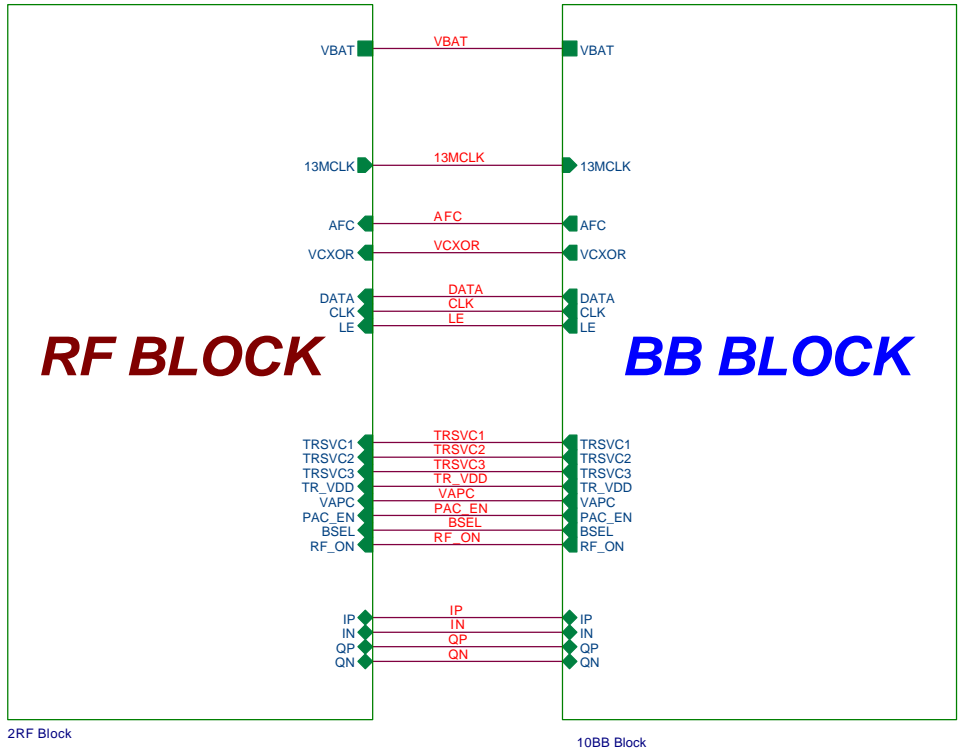 VBAT VBAT VBAT
13MCLK 13MCLK 13MCLK
AFC AFC AFC
VCXOR VCXOR VCXOR
DATA DATA DATA
CLK CLK CLK
LE LE LE
RF BLOCK BB BLOCK
TRSVC1 TRSVC1 TRSVC1
TRSVC2 TRSVC2 TRSVC2
TRSVC3 TRSVC3 TRSVC3
TR_VDD TR_VDD TR_VDD
VAPC VAPC VAPC
PAC_EN PAC_EN PAC_EN
BSEL BSEL BSEL
RF_ON RF_ON RF_ON
IP IP IP
IN IN IN
QP QP QP
QN QN QN
2RF Block
10BB Block